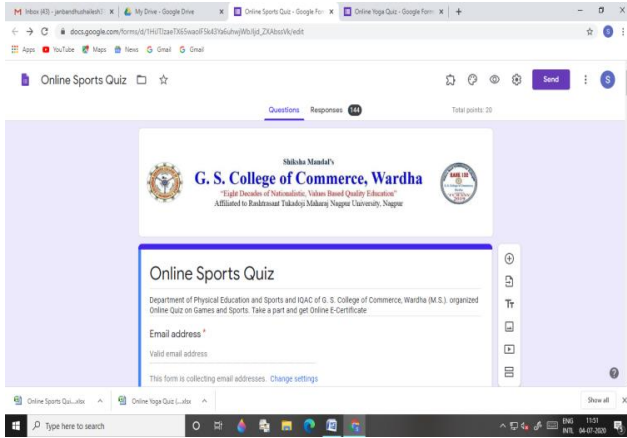 Inbox (43) - jerbandhushailesh7
My Drive - Google Drive
Online Sports Quiz - Google For
Online Yoga Quiz - Google Form
docs.google.com/forms/d/
/edit
Apps YouTube Maps News Gmail Gmail
Online Sports Quiz
Send
S
Questions Responses 144
Total points: 20
Shiksha Mandal's
G. S. College of Commerce, Wardha
"Eight Decades of Nationalistic, Values Based Quality Education"
Affiliated to Rashtrasant Tukadoji Maharaj Nagpur University, Nagpur
Online Sports Quiz
Department of Physical Education and Sports and IQAC of G. S. College of Commerce, Wardha (M.S.). organized
Online Quiz on Games and Sports. Take a part and get Online E-Certificate
Email address *
Valid email address
This form is collecting email addresses. Change settings
Tт
Online Sports Qui....xlsx
Online Yoga Quiz (....xlsx
Show all
Type here to search
ENG
INTL
1151
04-07-2020